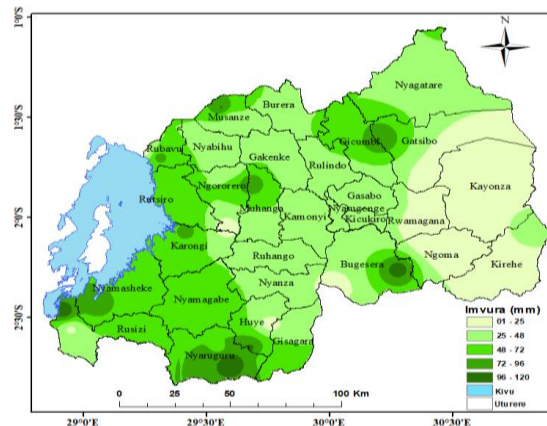 1°0'S
N
Nyagatare
Burera
Musanze
1°30'S
Gicumbi
Gatsibo
Rubavu
Nyabihu
Gakenke
Rulindo
Kayonza
Ngororero
Gasabo
Rutsiro
Muhanga
Nyarugenge
2°0'S
Kamonyi
Kicukiro
Rwamagana
Karongi
Ngoma
Kirehe
Ruhango
Bugesera
Nyamasheke
Nyanza
Nyamagabe
2°30'S
Rusizi
Huye
Gisagara
Nyaruguru
Imvura (mm)
01 - 25
25 - 48
48 - 72
72 - 96
96 - 120
Kivu
Uturere
0 25 50 100 Km
29°0'E 29°30'E 30°0'E 30°30'E